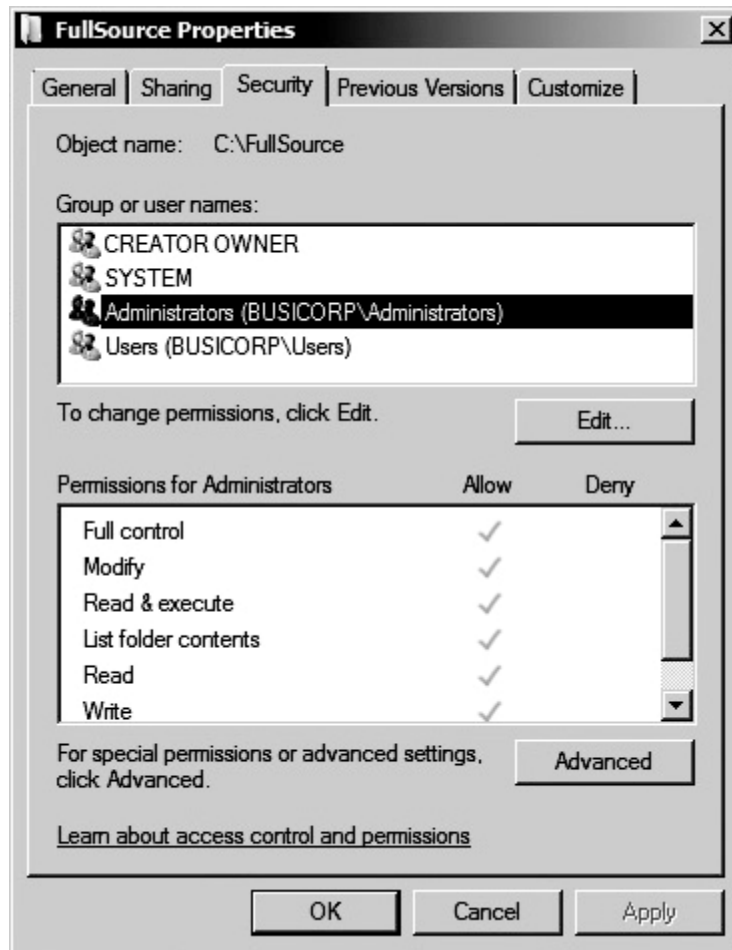 FullSource Properties
General Sharing Security Previous Versions Customize
Object name: C:\FullSource
Group or user names:
CREATOR OWNER
SYSTEM
Administrators (BUSICORP\Administrators)
Users (BUSICORP\Users)
To change permissions, click Edit.
Edit...
Permissions for Administrators Allow Deny
Full control
Modify
Read & execute
List folder contents
Read
Write
For special permissions or advanced settings,
click Advanced.
Advanced
Learn about access control and permissions
OK Cancel Apply